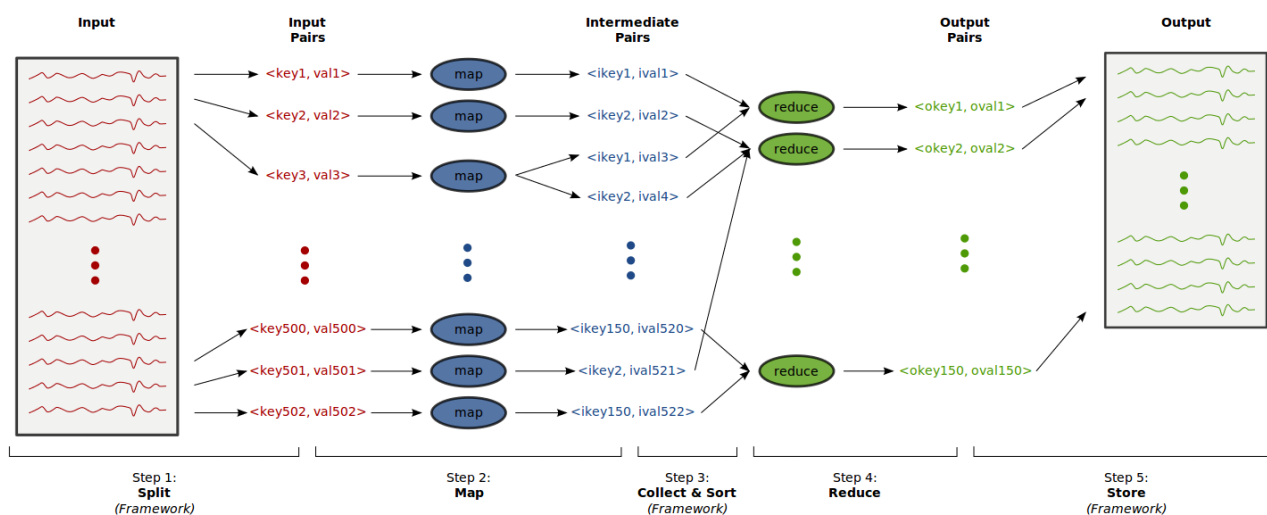 Input
Input
Pairs
Intermediate
Pairs
Output
Pairs
Output
<key1, val1>
map
<ikey1, ival1>
reduce
<okey1, oval1>
<key2, val2>
map
<ikey2, ival2>
reduce
<okey2, oval2>
<ikey1, ival3>
<key3, val3>
map
<ikey2, ival4>
<key500, val500>
map
<ikey150, ival520>
<key501, val501>
map
<ikey2, ival521>
reduce
<okey150, oval150>
<key502, val502>
map
<ikey150, ival522>
Step 1:
Split
(Framework)
Step 2:
Map
Step 3:
Collect & Sort
(Framework)
Step 4:
Reduce
Step 5:
Store
(Framework)